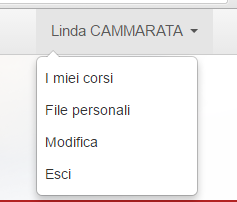 Linda CAMMARATA
I miei corsi
File personali
Modifica
Esci